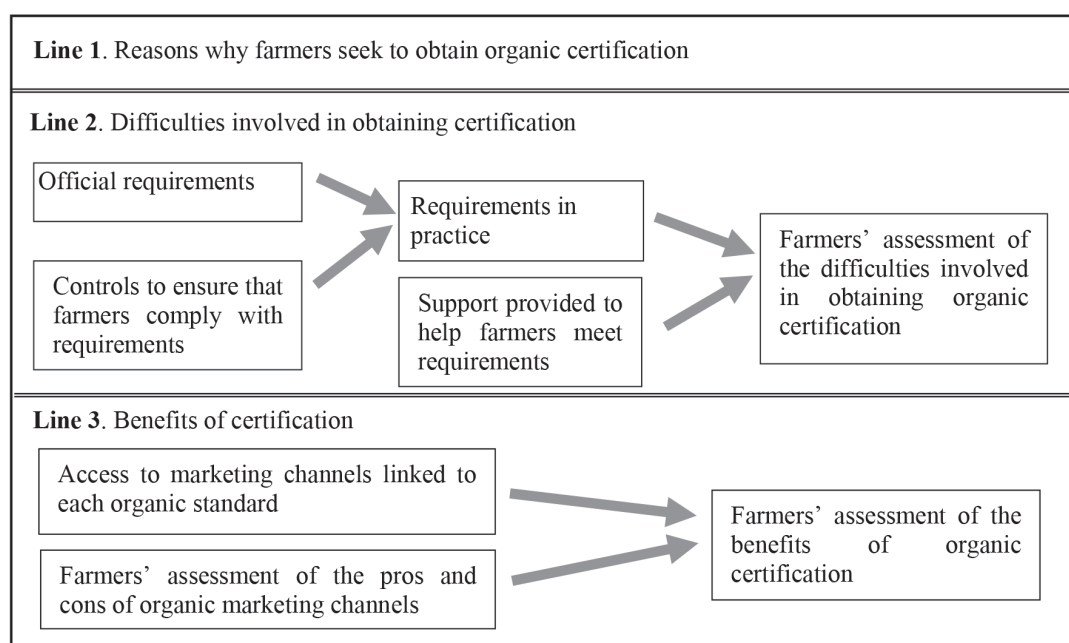 Line 1. Reasons why farmers seek to obtain organic certification
Line 2. Difficulties involved in obtaining certification
Official requirements
Controls to ensure that
farmers comply with
requirements
Requirements in
practice
Support provided to
help farmers meet
requirements
Farmers’ assessment of
the difficulties involved
in obtaining organic
certification
Line 3. Benefits of certification
Access to marketing channels linked to
each organic standard
Farmers’ assessment of the pros and
cons of organic marketing channels
Farmers’ assessment of the
benefits of organic
certification